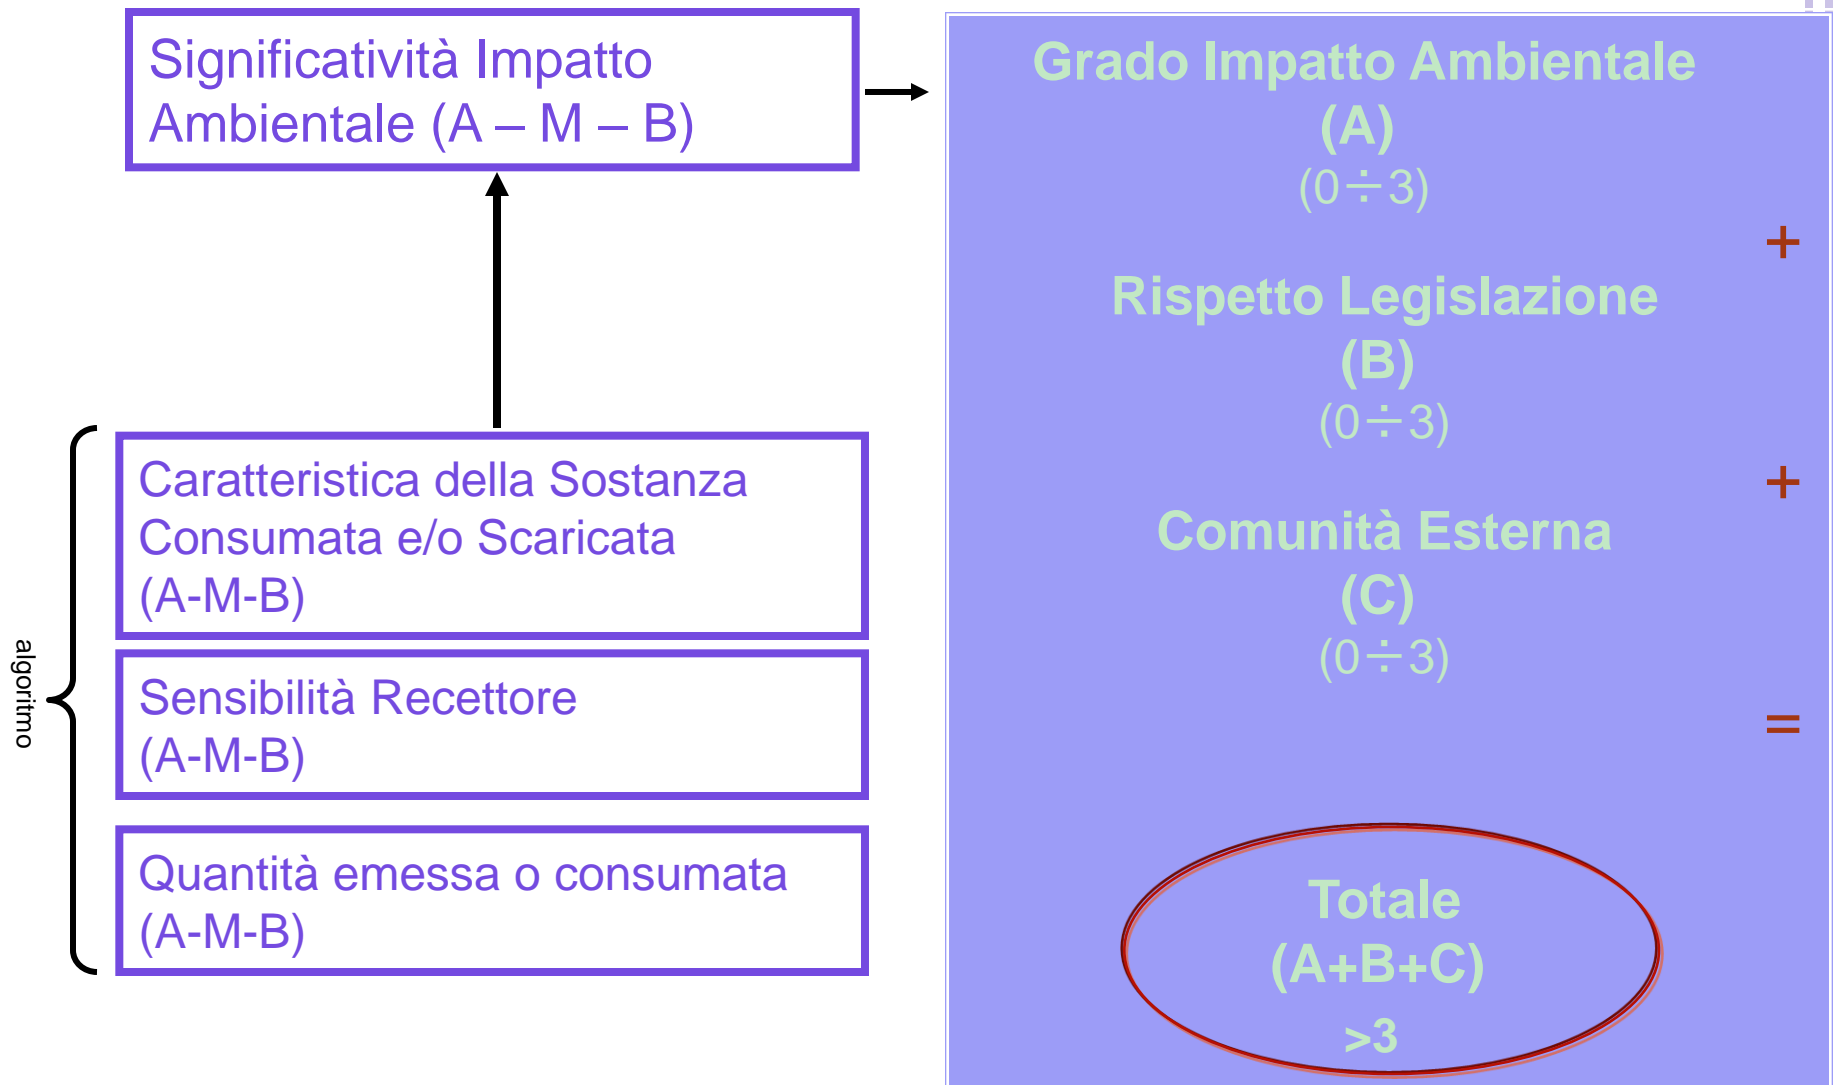 Significatività Impatto
Ambientale (A – M – B)
algoritmo
Caratteristica della Sostanza
Consumata e/o Scaricata
(A-M-B)
Sensibilità Recettore
(A-M-B)
Quantità emessa o consumata
(A-M-B)
Grado Impatto Ambientale
(A)
(0÷3)
+
Rispetto Legislazione
(B)
(0÷3)
+
Comunità Esterna
(C)
(0÷3)
=
Totale
(A+B+C)
>3